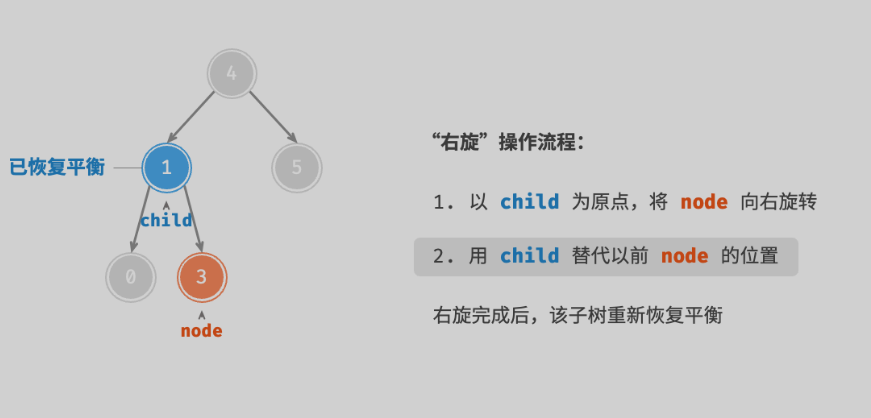 4
“右旋”操作流程：
已恢复平衡
1
5
child
1. 以 child 为原点，将 node 向右旋转
2. 用 child 替代以前 node 的位置
0
3
node
右旋完成后，该子树重新恢复平衡